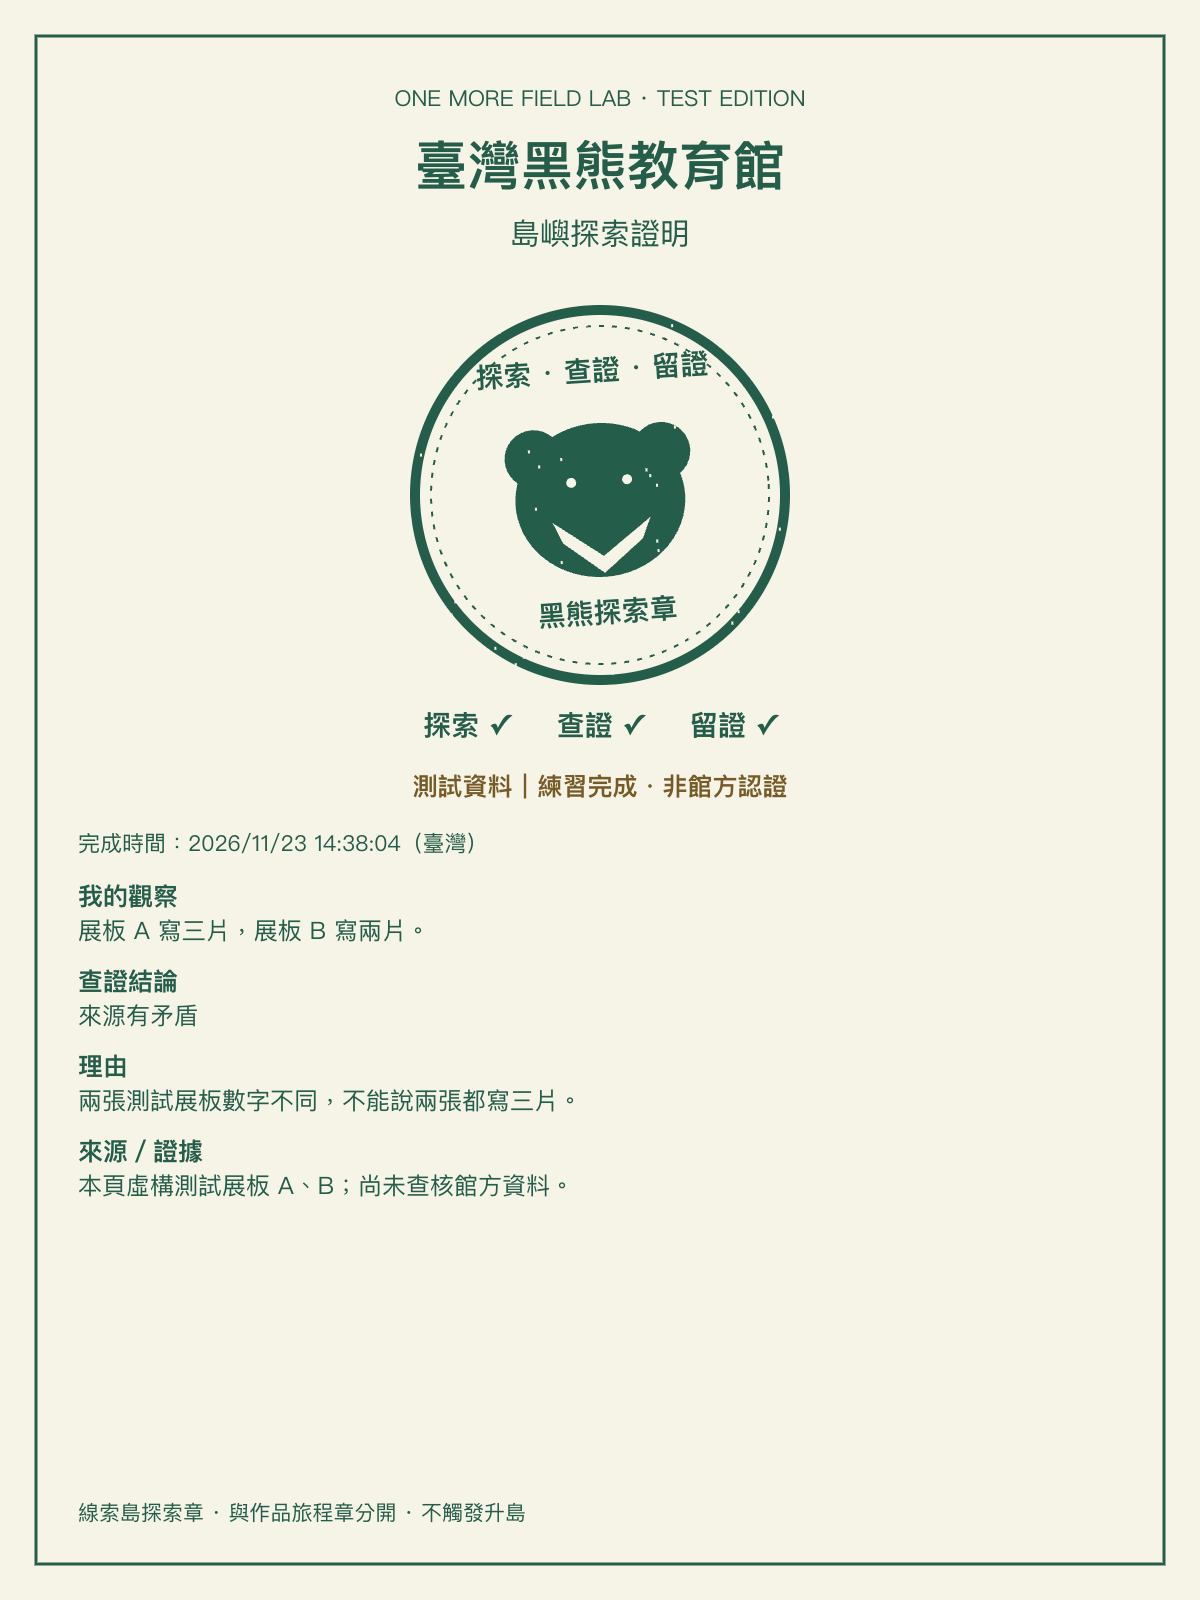 ONE MORE FIELD LAB · TEST EDITION
臺灣黑熊教育館
島嶼探索證明
探索 · 查證 · 留證
黑熊探索章
探索 ✓ 查證 ✓ 留證 ✓
測試資料｜練習完成 · 非館方認證
完成時間：2026/11/23 14:38:04（臺灣）
我的觀察
展板 A 寫三片，展板 B 寫兩片。
查證結論
來源有矛盾
理由
兩張測試展板數字不同，不能說兩張都寫三片。
來源 / 證據
本頁虛構測試展板 A、B；尚未查核館方資料。
線索島探索章 · 與作品旅程章分開 · 不觸發升島